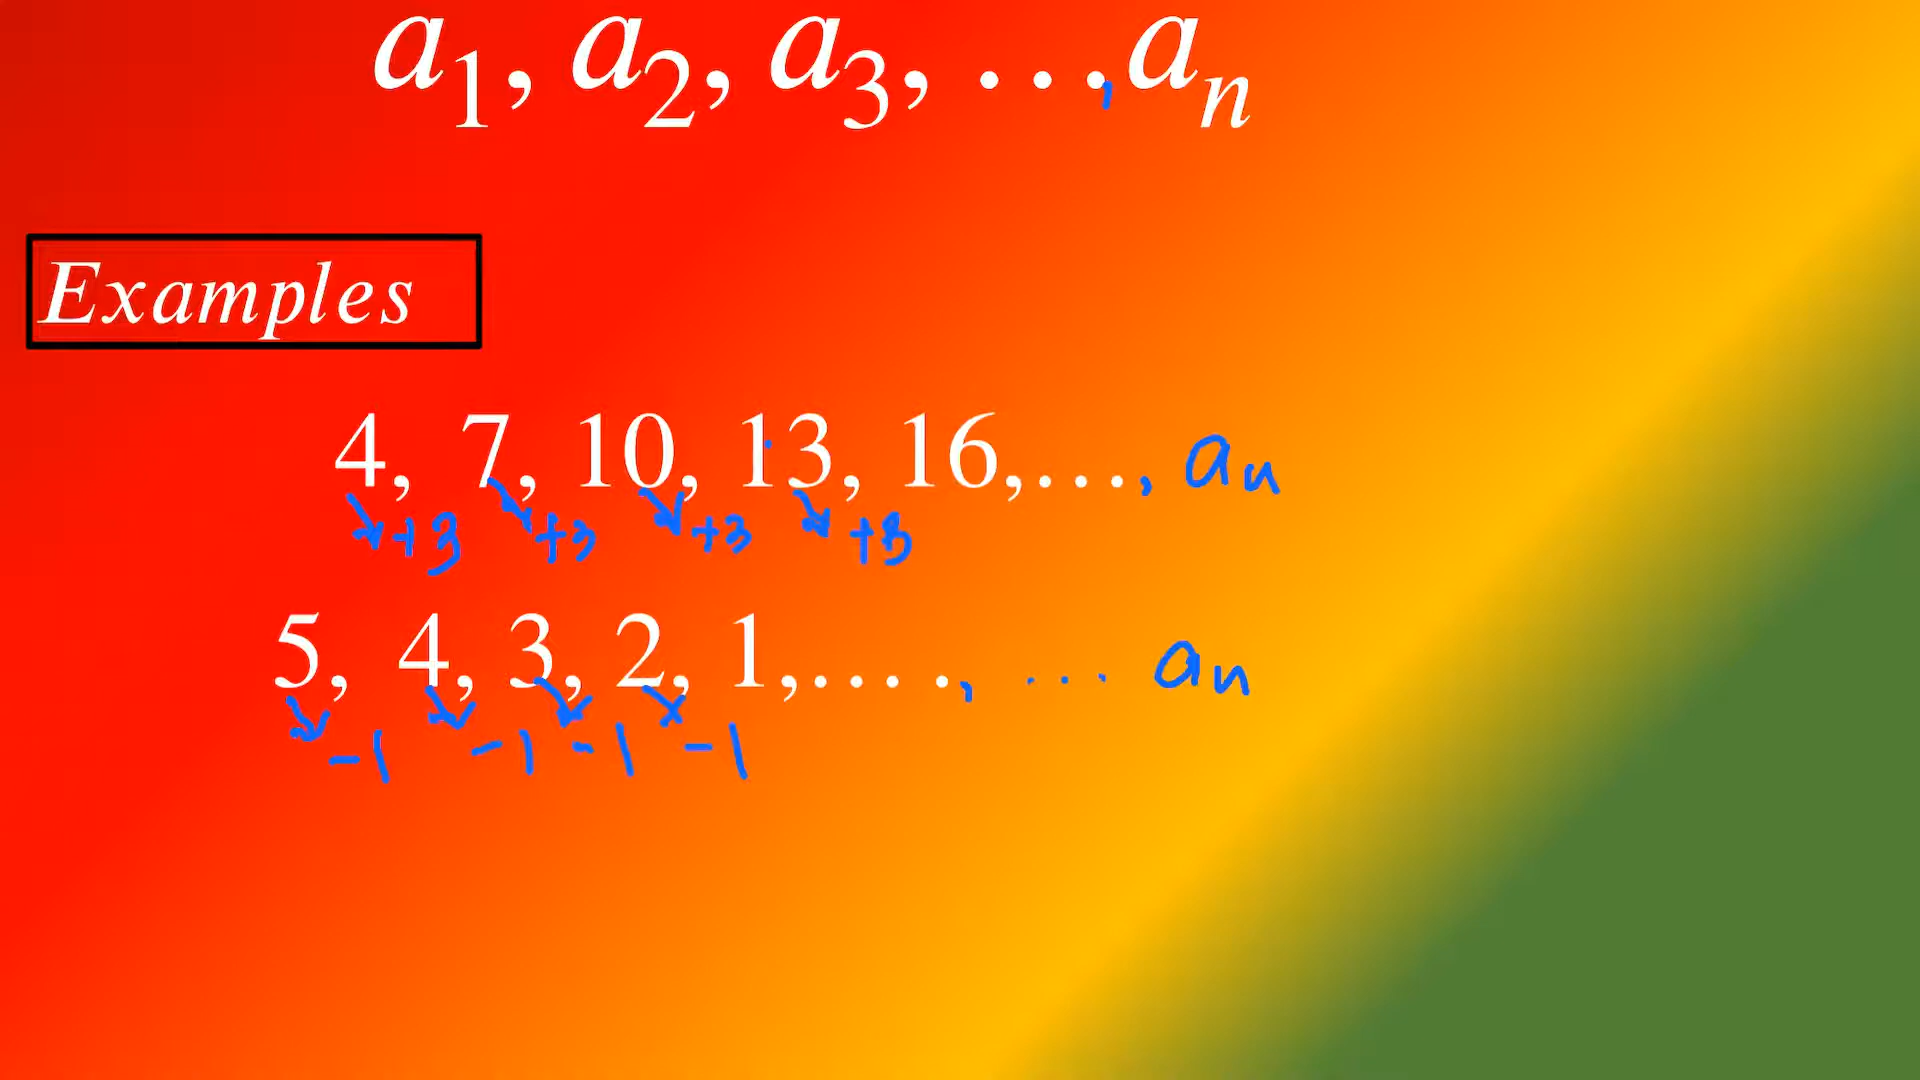 a₁, a₂, a₃, ...,aₙ
Examples
4, 7, 10, 13, 16,..., aₙ
+3 +3 +3 +3
5, 4, 3, 2, 1,...., ... aₙ
-1 -1 -1 -1